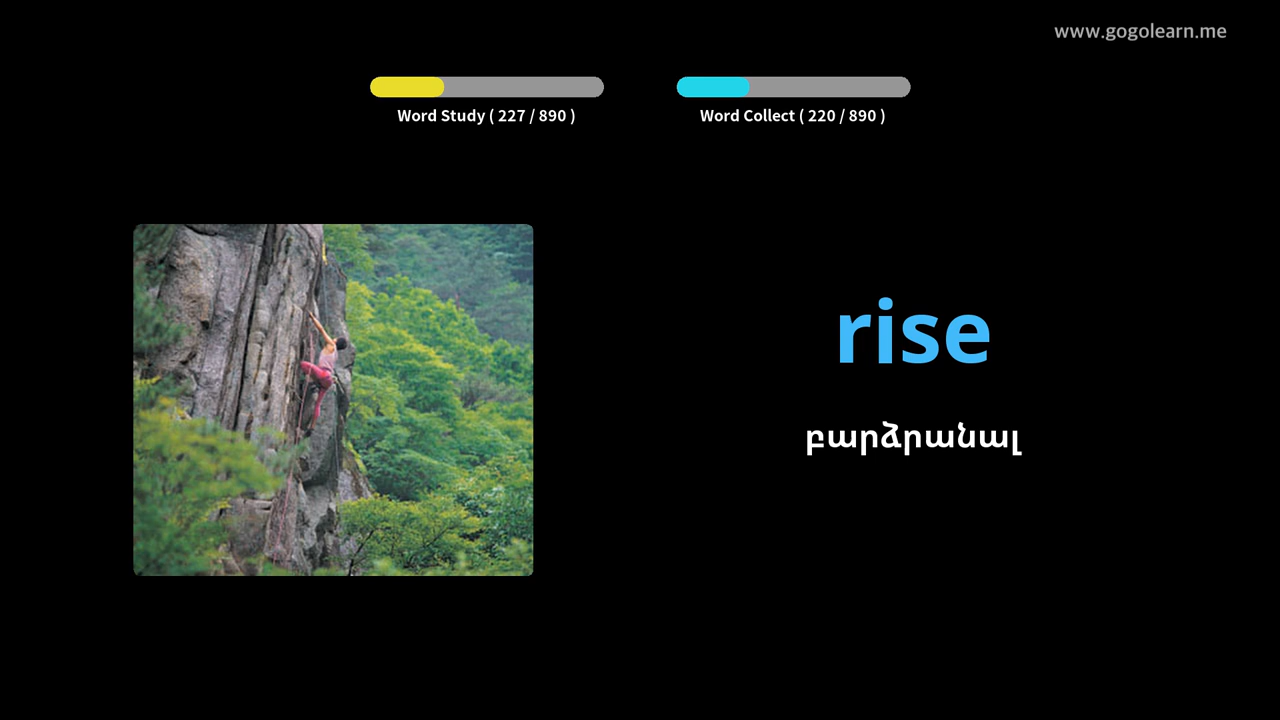 www.gogolearn.me
Word Study ( 227 / 890 )
Word Collect ( 220 / 890 )
rise
բարձրանալ